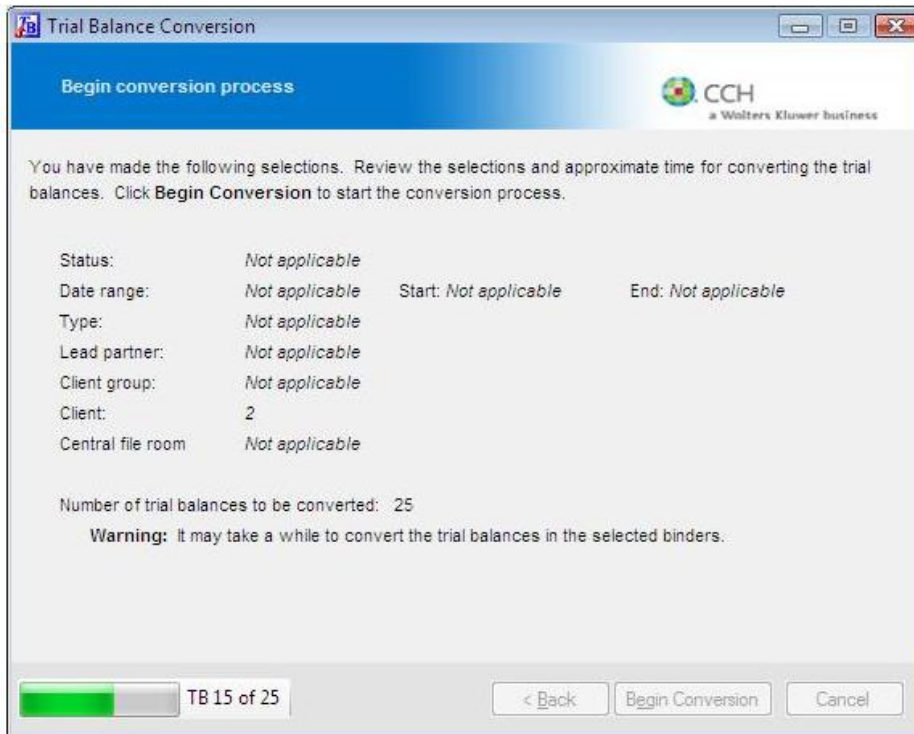 TB Trial Balance Conversion
Begin conversion process
CCH
a Wolters Kluwer business
You have made the following selections. Review the selections and approximate time for converting the trial
balances. Click Begin Conversion to start the conversion process.
Status: Not applicable
Date range: Not applicable Start: Not applicable End: Not applicable
Type: Not applicable
Lead partner: Not applicable
Client group: Not applicable
Client: 2
Central file room Not applicable
Number of trial balances to be converted: 25
Warning: It may take a while to convert the trial balances in the selected binders.
TB 15 of 25 < Back Begin Conversion Cancel